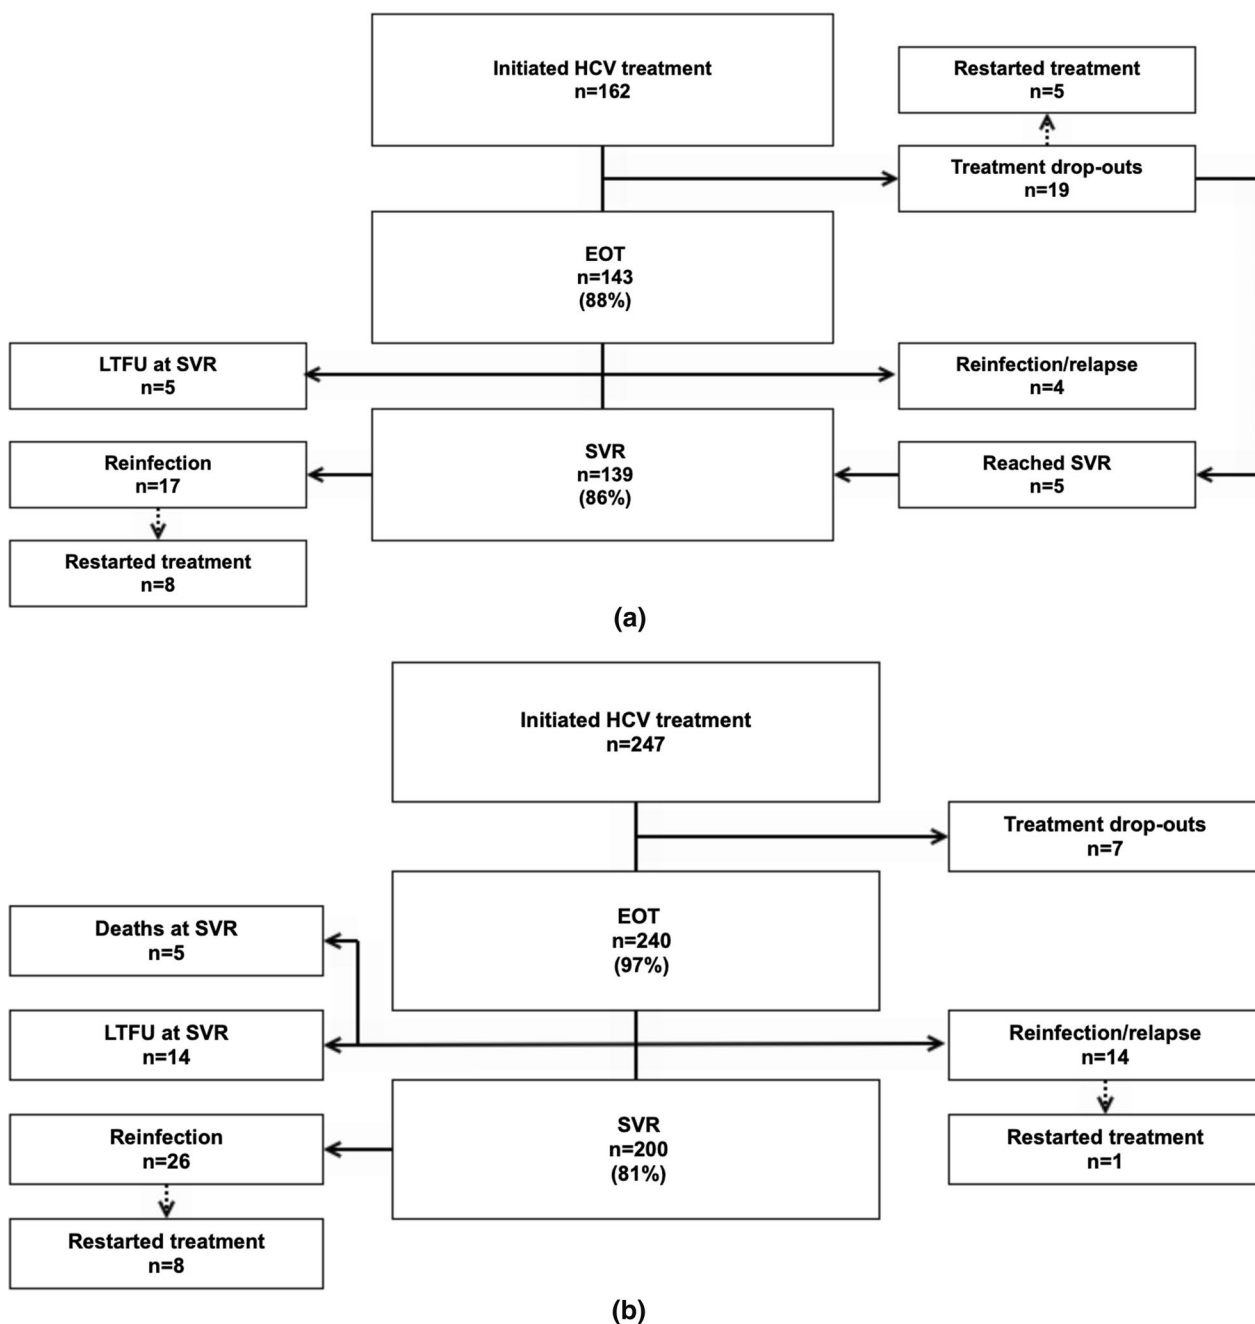 Initiated HCV treatment
n=162
Restarted treatment
n=5
Treatment drop-outs
n=19
EOT
n=143
(88%)
LTFU at SVR
n=5
Reinfection/relapse
n=4
Reinfection
n=17
SVR
n=139
(86%)
Reached SVR
n=5
Restarted treatment
n=8
(a)
Initiated HCV treatment
n=247
Treatment drop-outs
n=7
EOT
n=240
(97%)
Deaths at SVR
n=5
LTFU at SVR
n=14
Reinfection/relapse
n=14
Reinfection
n=26
SVR
n=200
(81%)
Restarted treatment
n=1
Restarted treatment
n=8
(b)